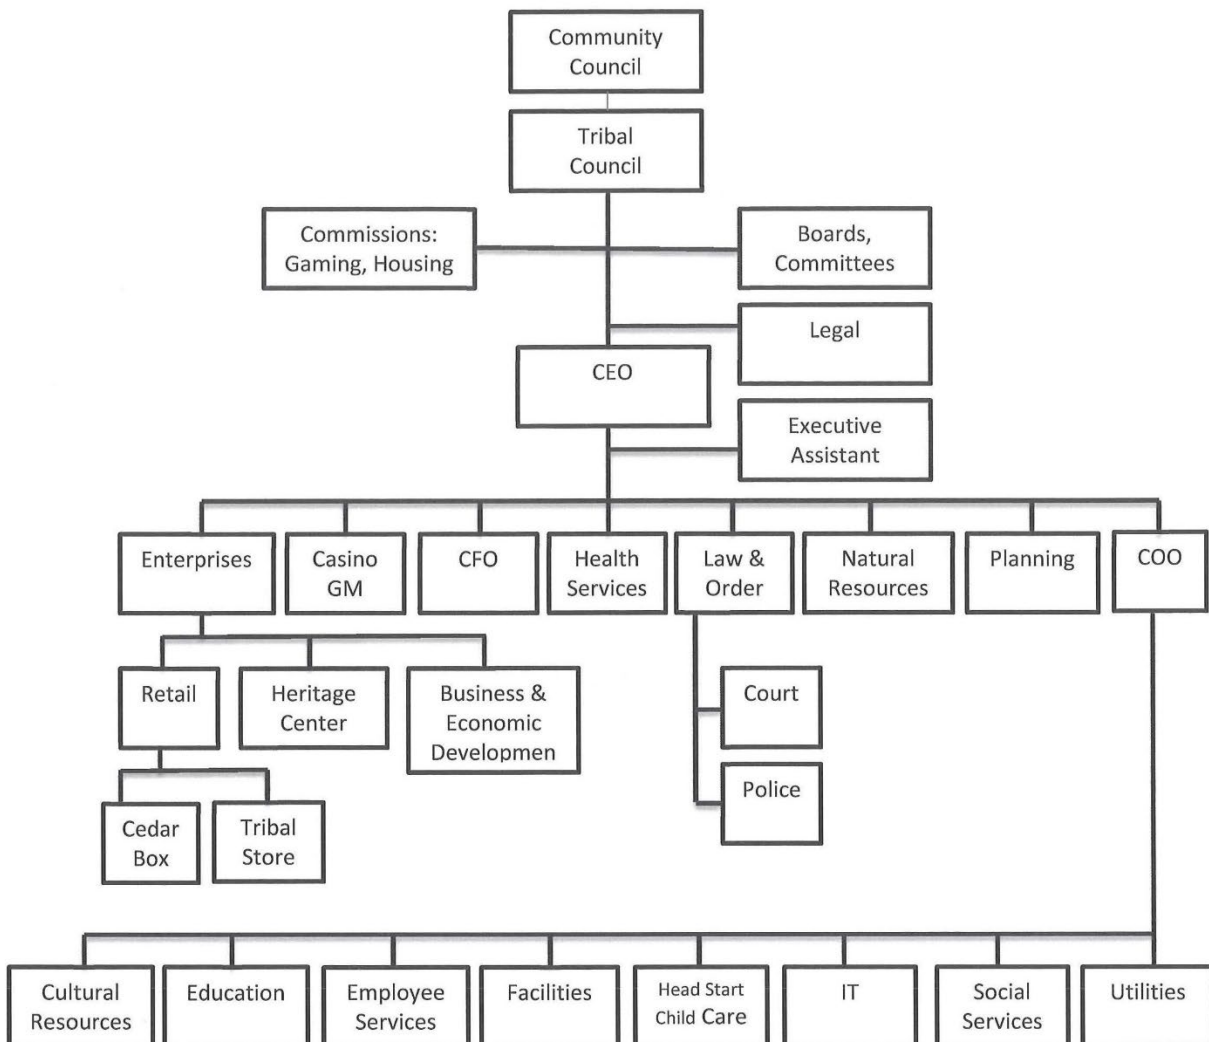 Community
Council
Tribal
Council
Commissions:
Gaming, Housing
Boards,
Committees
Legal
CEO
Executive
Assistant
Enterprises
Casino
GM
CFO
Health
Services
Law &
Order
Natural
Resources
Planning
COO
Retail
Heritage
Center
Business &
Economic
Developmen
Court
Police
Cedar
Box
Tribal
Store
Cultural
Resources
Education
Employee
Services
Facilities
Head Start
Child Care
IT
Social
Services
Utilities